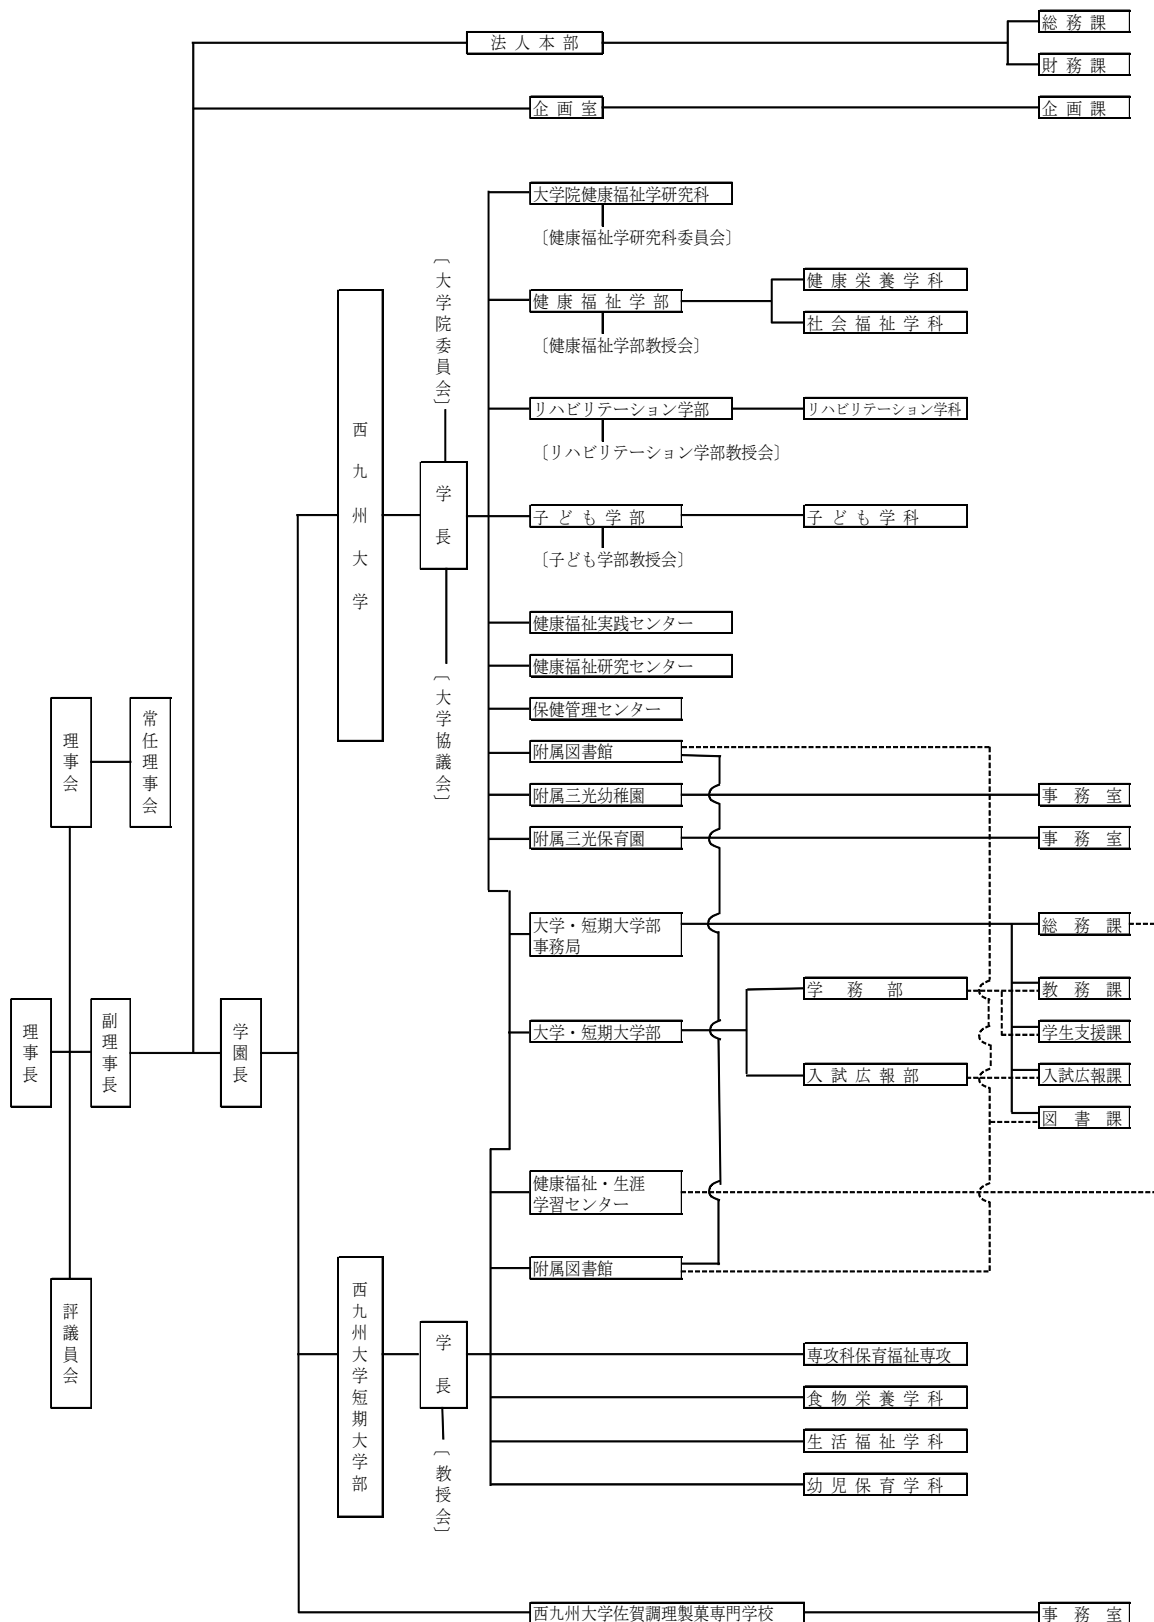 総務課
法人本部
財務課
企画室
企画課
大学院健康福祉学研究科
〔健康福祉学研究科委員会〕
〔大学院委員会〕
健康福祉学部
健康栄養学科
社会福祉学科
〔健康福祉学部教授会〕
リハビリテーション学部
リハビリテーション学科
〔リハビリテーション学部教授会〕
西九州大学
学長
子ども学部
子ども学科
〔子ども学部教授会〕
健康福祉実践センター
健康福祉研究センター
〔大学協議会〕
保健管理センター
理事会
常任理事会
附属図書館
附属三光幼稚園
事務室
附属三光保育園
事務室
大学・短期大学部
事務局
総務課
学務部
教務課
理事長
副理事長
学園長
大学・短期大学部
学生支援課
入試広報部
入試広報課
図書課
健康福祉・生涯
学習センター
附属図書館
評議員会
西九州大学短期大学部
学長
〔教授会〕
専攻科保育福祉専攻
食物栄養学科
生活福祉学科
幼児保育学科
西九州大学佐賀調理製菓専門学校
事務室